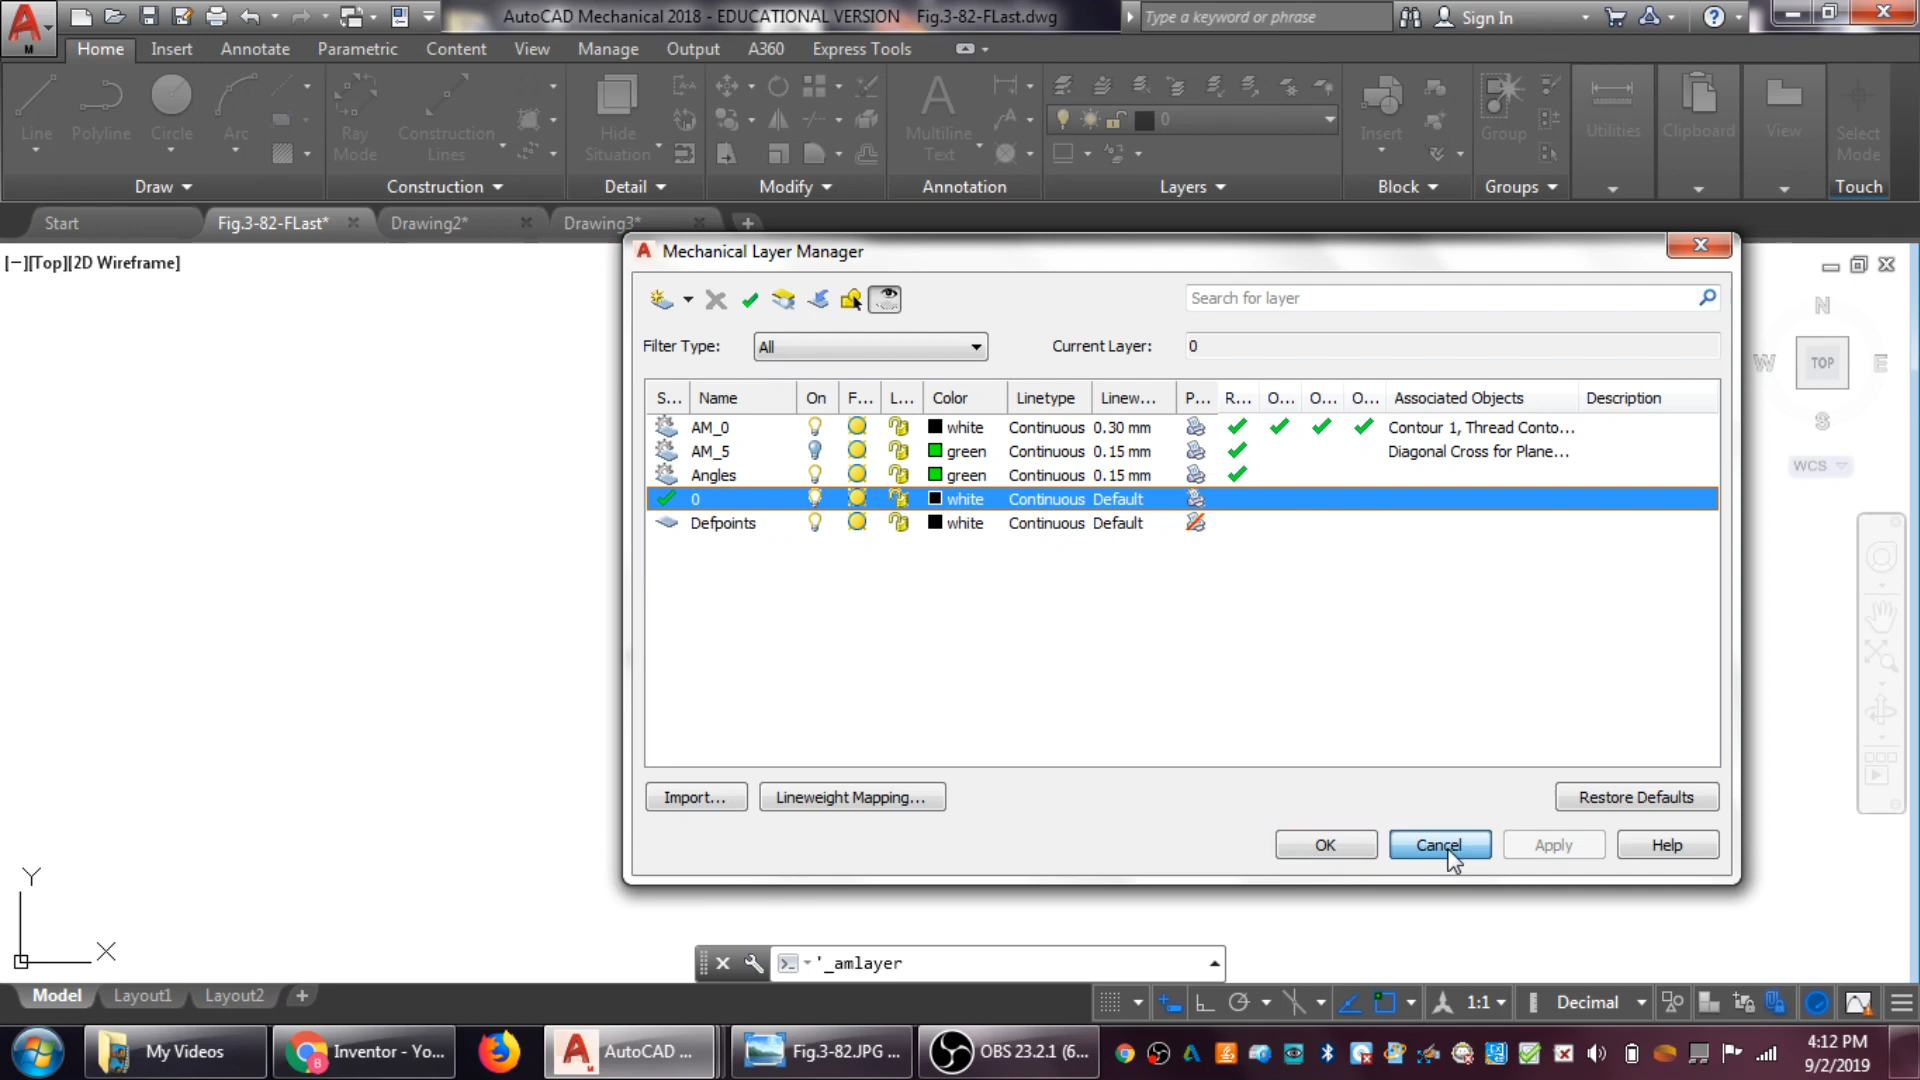 AutoCAD Mechanical 2018 - EDUCATIONAL VERSION Fig.3-82-FLast.dwg
Type a keyword or phrase
Sign In
M
Home Insert Annotate Parametric Content View Manage Output A360 Express Tools
Line Polyline Circle Arc
Ray Mode
Construction Lines
Hide Situation
Multiline Text
0
Insert
Group
Utilities
Clipboard
View
Select Mode
Draw Construction Detail Modify Annotation Layers Block Groups Touch
Start Fig.3-82-FLast* Drawing2* Drawing3*
[−][Top][2D Wireframe]
Mechanical Layer Manager
Search for layer
Filter Type: All Current Layer: 0
S... Name On F... L... Color Linetype Linew... P... R... O... O... O... Associated Objects Description
AM_0 white Continuous 0.30 mm Contour 1, Thread Conto...
AM_5 green Continuous 0.15 mm Diagonal Cross for Plane...
Angles green Continuous 0.15 mm
0 white Continuous Default
Defpoints white Continuous Default
Import... Lineweight Mapping... Restore Defaults
OK Cancel Apply Help
N
W TOP E
S
WCS
Y
X
'_amlayer
Model Layout1 Layout2
1:1 Decimal
My Videos
Inventor - Yo...
AutoCAD ...
Fig.3-82.JPG ...
OBS 23.2.1 (6...
4:12 PM
9/2/2019